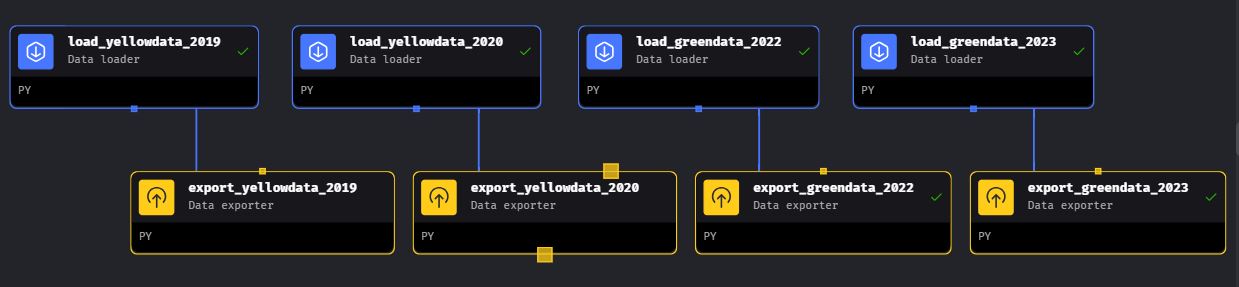 load_yellowdata_2019
Data loader
PY
load_yellowdata_2020
Data loader
PY
load_greendata_2022
Data loader
PY
load_greendata_2023
Data loader
PY
export_yellowdata_2019
Data exporter
PY
export_yellowdata_2020
Data exporter
PY
export_greendata_2022
Data exporter
PY
export_greendata_2023
Data exporter
PY